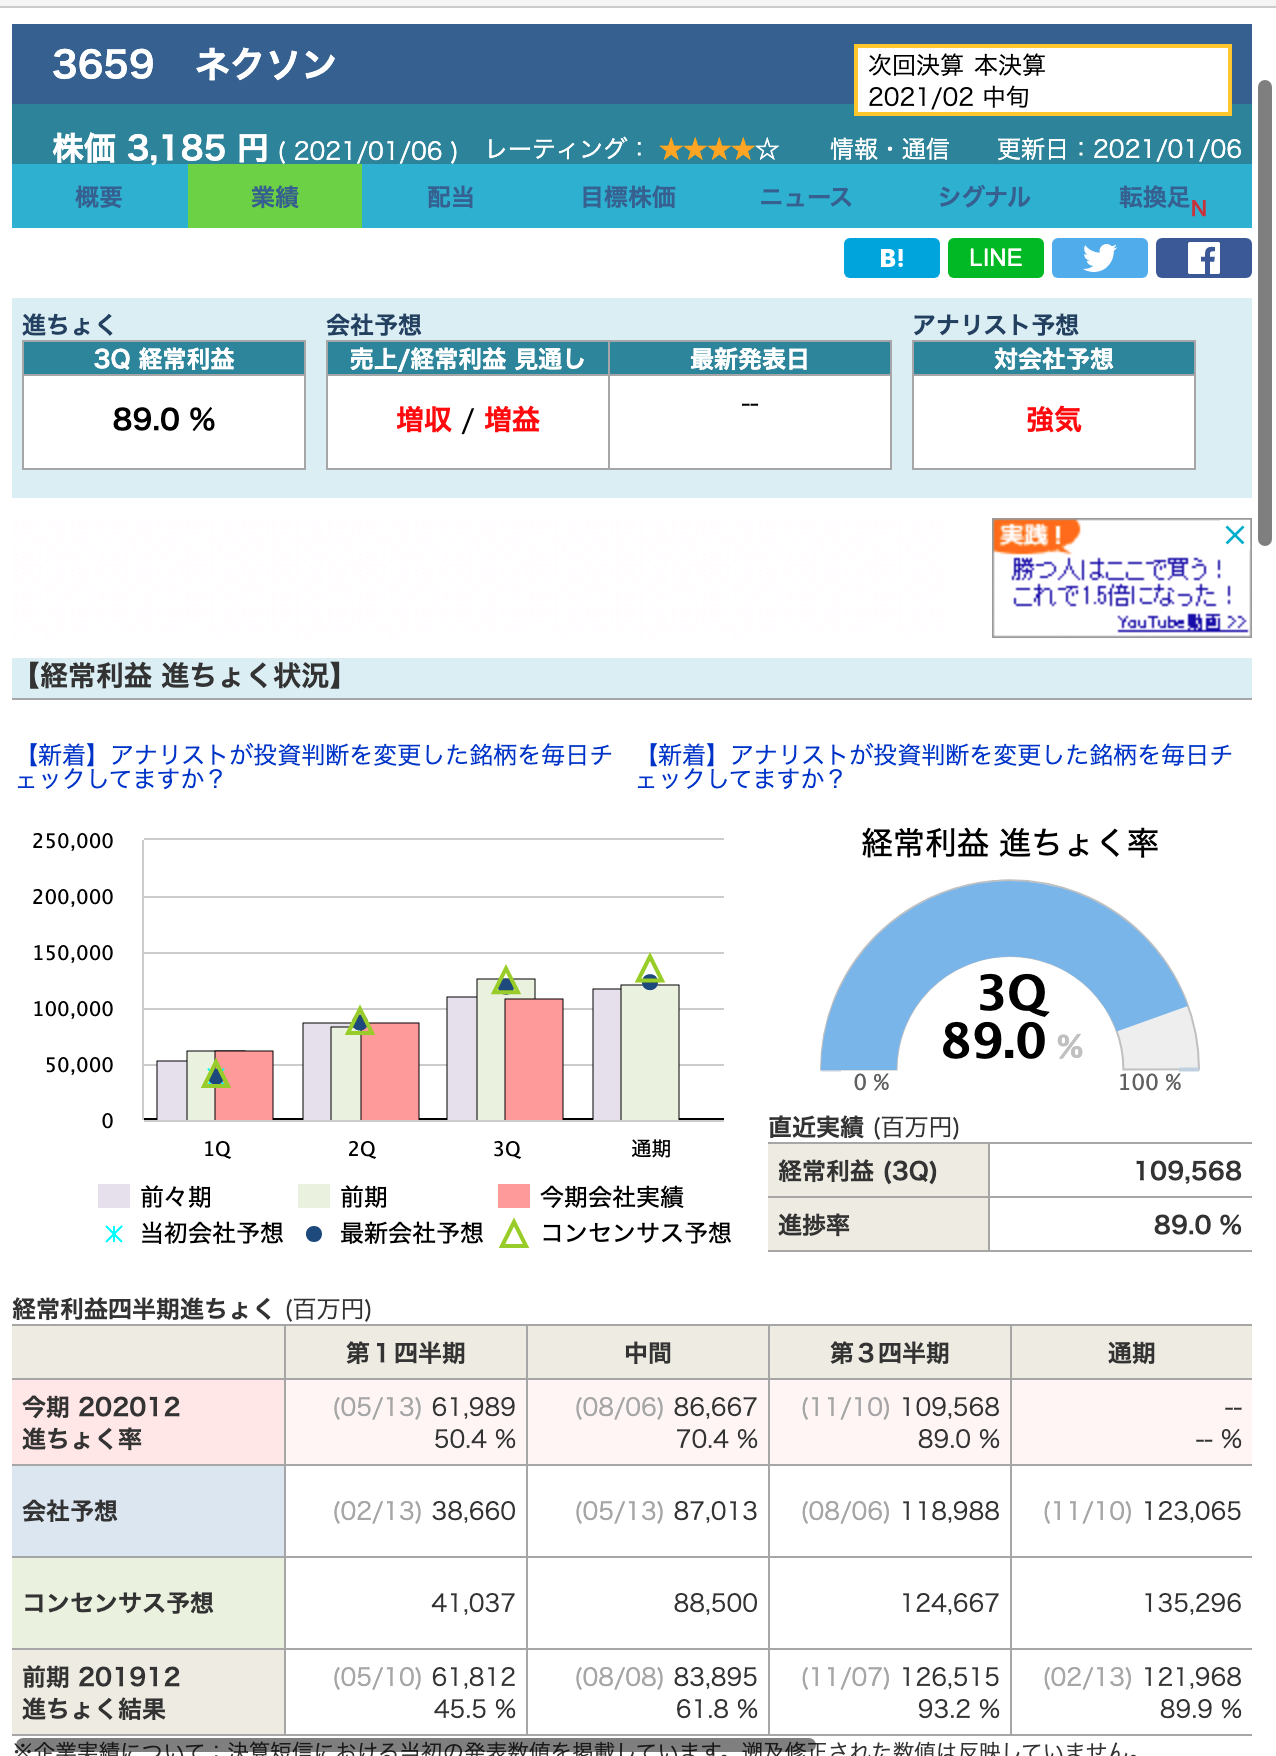 3659 ネクソン
次回決算 本決算
2021/02 中旬
株価 3,185 円 ( 2021/01/06 ) レーティング： ★★★★☆ 情報・通信 更新日：2021/01/06
概要 業績 配当 目標株価 ニュース シグナル 転換足N
B! LINE
進ちょく 会社予想 アナリスト予想
3Q 経常利益 売上/経常利益 見通し 最新発表日 対会社予想
89.0 % 増収 / 増益 -- 強気
実践！
勝つ人はここで買う！
これで1.5倍になった！
YouTube動画 >>
【経常利益 進ちょく状況】
【新着】アナリストが投資判断を変更した銘柄を毎日チ
ェックしてますか？
【新着】アナリストが投資判断を変更した銘柄を毎日チ
ェックしてますか？
250,000
200,000
150,000
100,000
50,000
0
1Q 2Q 3Q 通期
前々期 前期 今期会社実績
当初会社予想 最新会社予想 コンセンサス予想
経常利益 進ちょく率
3Q
89.0 %
0 % 100 %
直近実績 (百万円)
経常利益 (3Q) 109,568
進捗率 89.0 %
経常利益四半期進ちょく (百万円)
第１四半期 中間 第３四半期 通期
今期 202012 (05/13) 61,989 (08/06) 86,667 (11/10) 109,568 --
進ちょく率 50.4 % 70.4 % 89.0 % -- %
会社予想 (02/13) 38,660 (05/13) 87,013 (08/06) 118,988 (11/10) 123,065
コンセンサス予想 41,037 88,500 124,667 135,296
前期 201912 (05/10) 61,812 (08/08) 83,895 (11/07) 126,515 (02/13) 121,968
進ちょく結果 45.5 % 61.8 % 93.2 % 89.9 %
※企業実績について：決算短信における当初の発表数値を掲載しています。遡及修正された数値は反映していません。